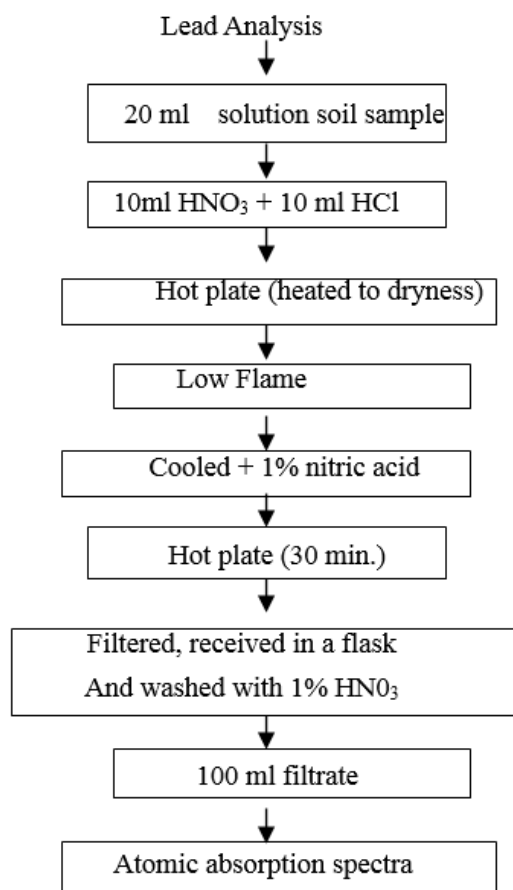 Lead Analysis
20 ml solution soil sample
10ml HNO₃ + 10 ml HCl
Hot plate (heated to dryness)
Low Flame
Cooled + 1% nitric acid
Hot plate (30 min.)
Filtered, received in a flask
And washed with 1% HN0₃
100 ml filtrate
Atomic absorption spectra